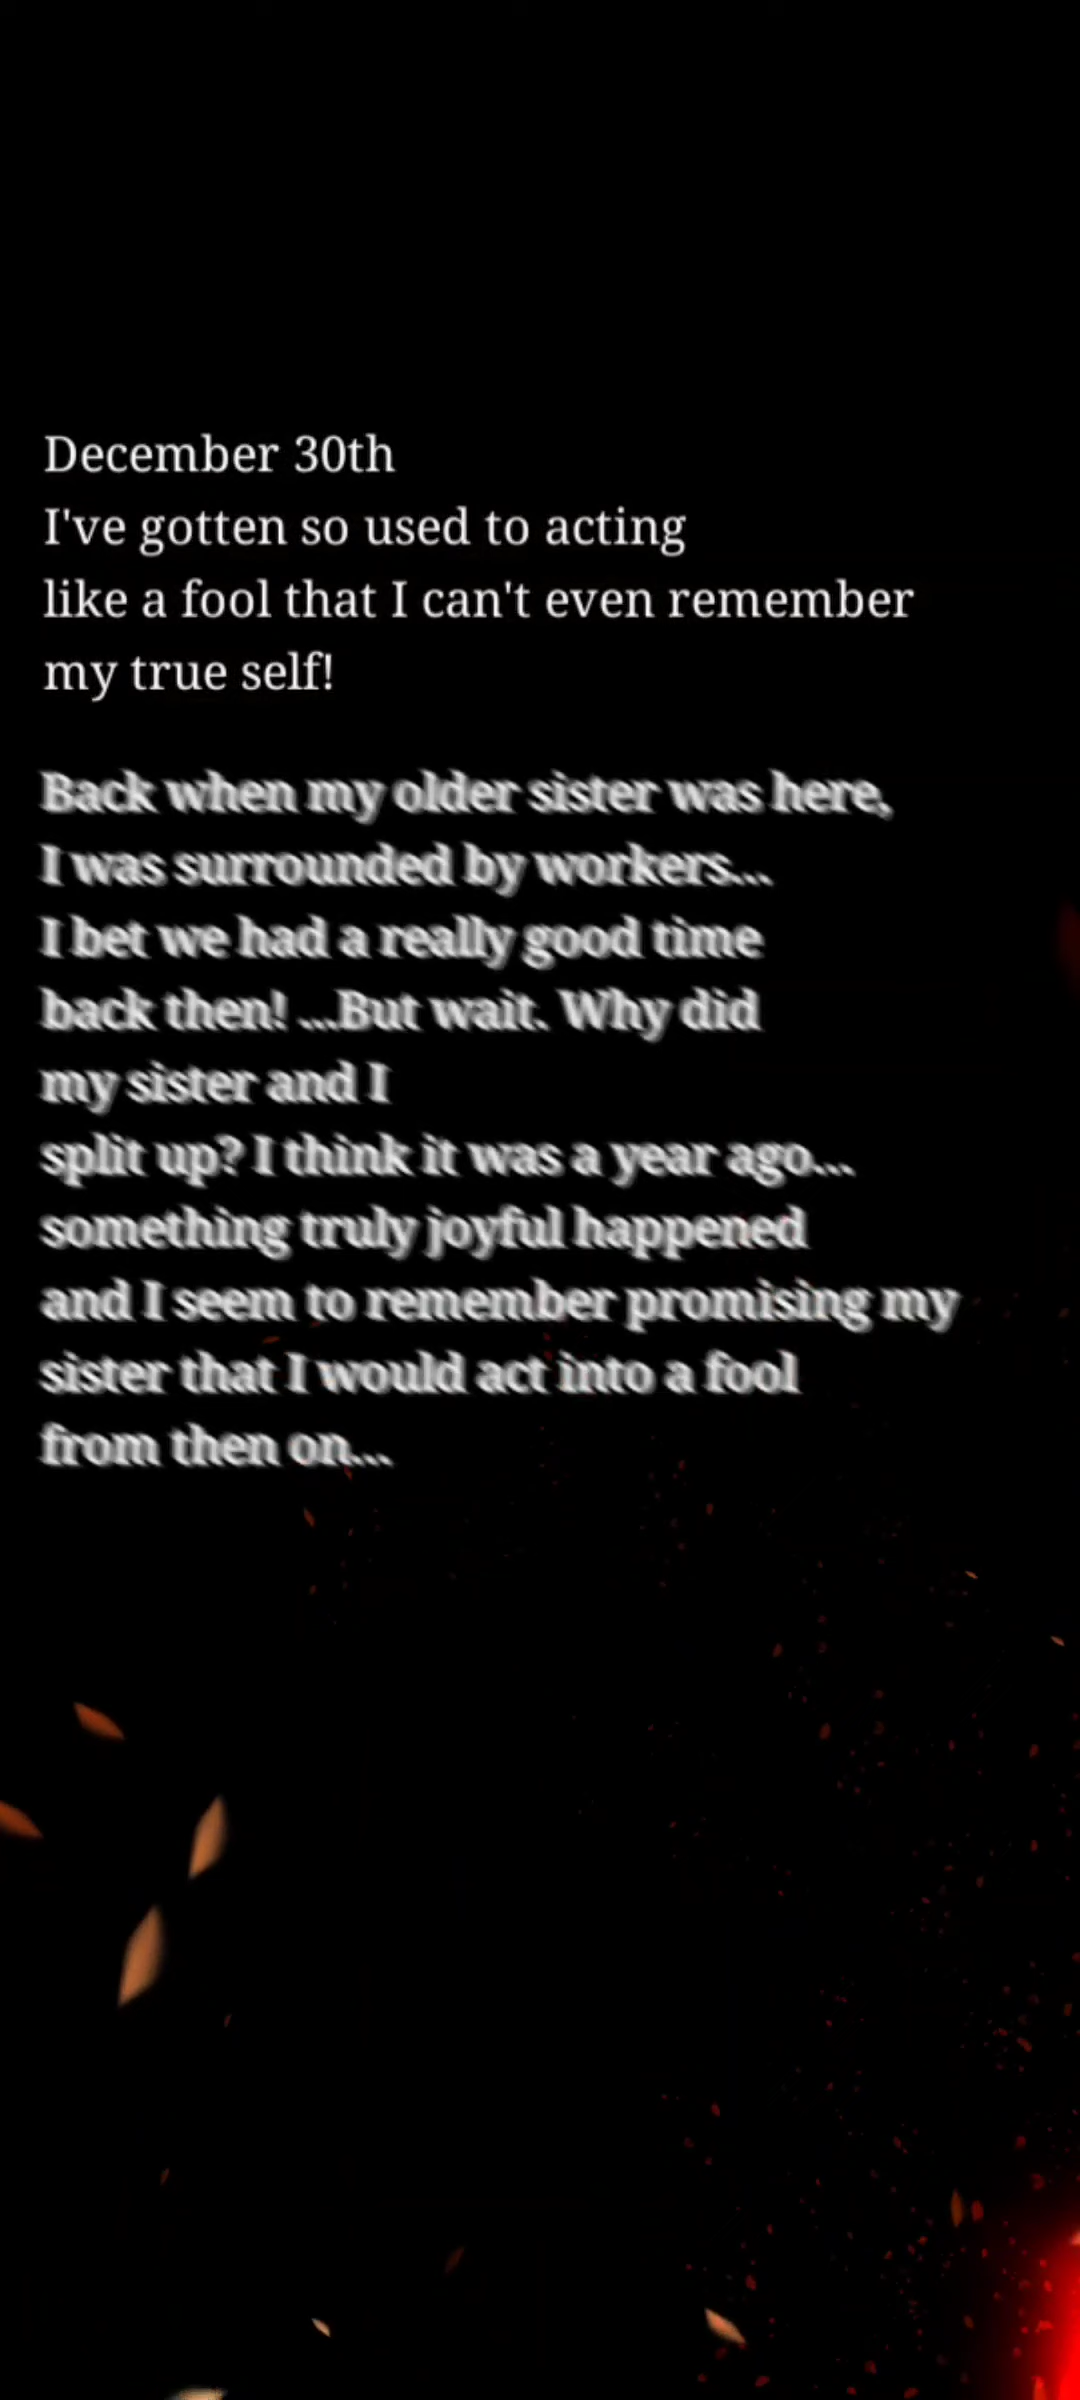 December 30th
I've gotten so used to acting
like a fool that I can't even remember
my true self!
Back when my older sister was here,
I was surrounded by workers...
I bet we had a really good time
back then! ...But wait. Why did
my sister and I
split up? I think it was a year ago...
something truly joyful happened
and I seem to remember promising my
sister that I would act into a fool
from then on...